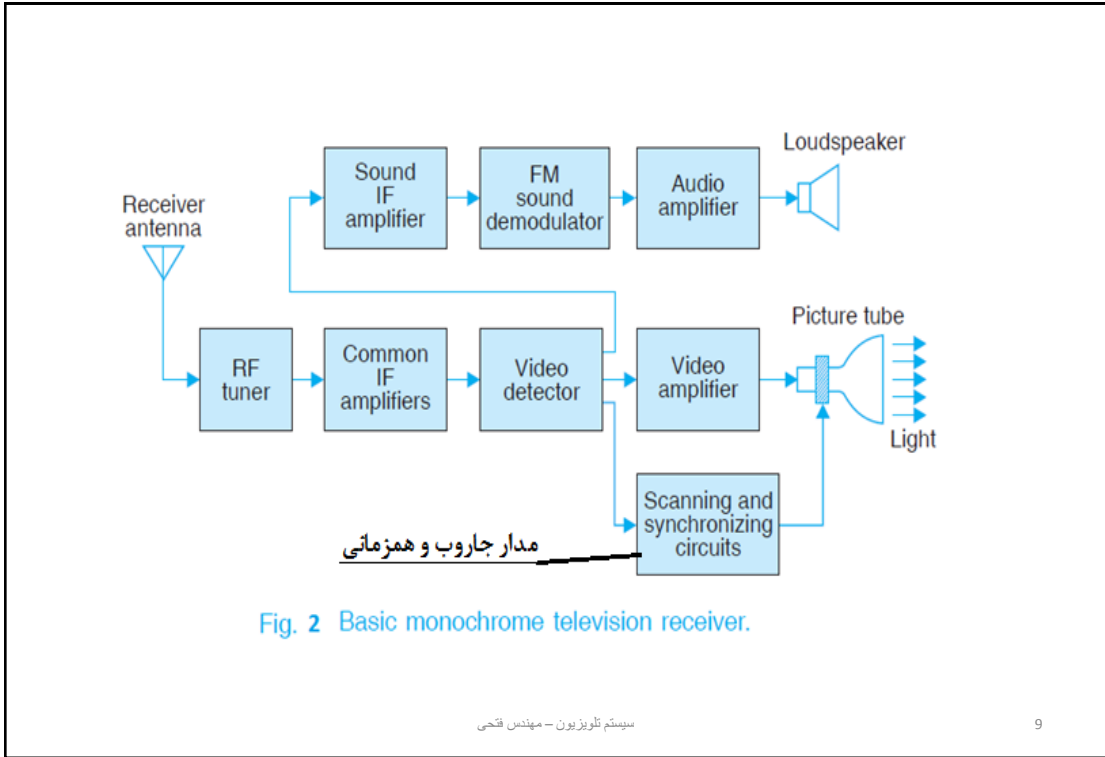 Loudspeaker
Sound
IF
amplifier
FM
sound
demodulator
Audio
amplifier
Receiver
antenna
Picture tube
RF
tuner
Common
IF
amplifiers
Video
detector
Video
amplifier
Light
Scanning and
synchronizing
circuits
مدار جاروب و همزمانی
Fig. 2 Basic monochrome television receiver.
سیستم تلویزیون – مهندس فتحی
9